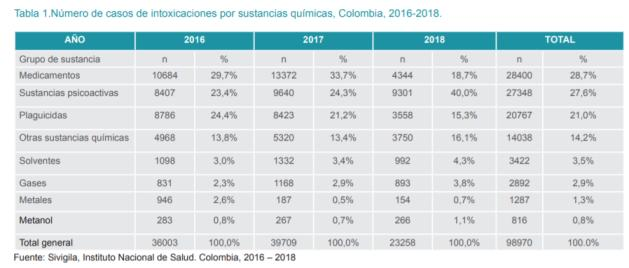 Tabla 1.Número de casos de intoxicaciones por sustancias químicas, Colombia, 2016-2018.
AÑO 2016 2017 2018 TOTAL
Grupo de sustancia n % n % n % n %
Medicamentos 10684 29,7% 13372 33,7% 4344 18,7% 28400 28,7%
Sustancias psicoactivas 8407 23,4% 9640 24,3% 9301 40,0% 27348 27,6%
Plaguicidas 8786 24,4% 8423 21,2% 3558 15,3% 20767 21,0%
Otras sustancias químicas 4968 13,8% 5320 13,4% 3750 16,1% 14038 14,2%
Solventes 1098 3,0% 1332 3,4% 992 4,3% 3422 3,5%
Gases 831 2,3% 1168 2,9% 893 3,8% 2892 2,9%
Metales 946 2,6% 187 0,5% 154 0,7% 1287 1,3%
Metanol 283 0,8% 267 0,7% 266 1,1% 816 0,8%
Total general 36003 100,0% 39709 100,0% 23258 100,0% 98970 100.0%
Fuente: Sivigila, Instituto Nacional de Salud. Colombia, 2016 – 2018